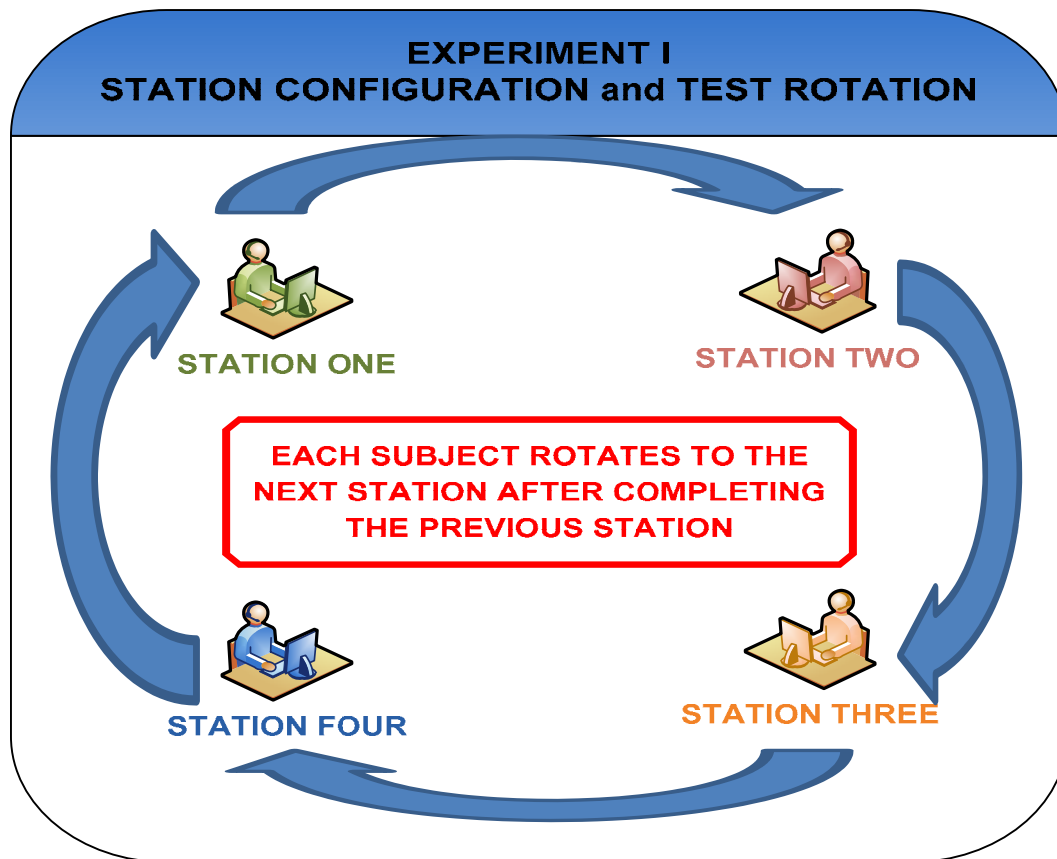 EXPERIMENT I
STATION CONFIGURATION and TEST ROTATION
STATION ONE
STATION TWO
EACH SUBJECT ROTATES TO THE
NEXT STATION AFTER COMPLETING
THE PREVIOUS STATION
STATION FOUR
STATION THREE